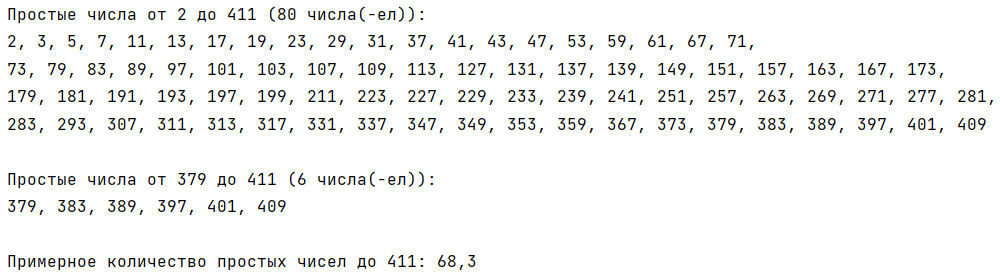 Простые числа от 2 до 411 (80 числа(-ел)):
2, 3, 5, 7, 11, 13, 17, 19, 23, 29, 31, 37, 41, 43, 47, 53, 59, 61, 67, 71,
73, 79, 83, 89, 97, 101, 103, 107, 109, 113, 127, 131, 137, 139, 149, 151, 157, 163, 167, 173,
179, 181, 191, 193, 197, 199, 211, 223, 227, 229, 233, 239, 241, 251, 257, 263, 269, 271, 277, 281,
283, 293, 307, 311, 313, 317, 331, 337, 347, 349, 353, 359, 367, 373, 379, 383, 389, 397, 401, 409
Простые числа от 379 до 411 (6 числа(-ел)):
379, 383, 389, 397, 401, 409
Примерное количество простых чисел до 411: 68,3